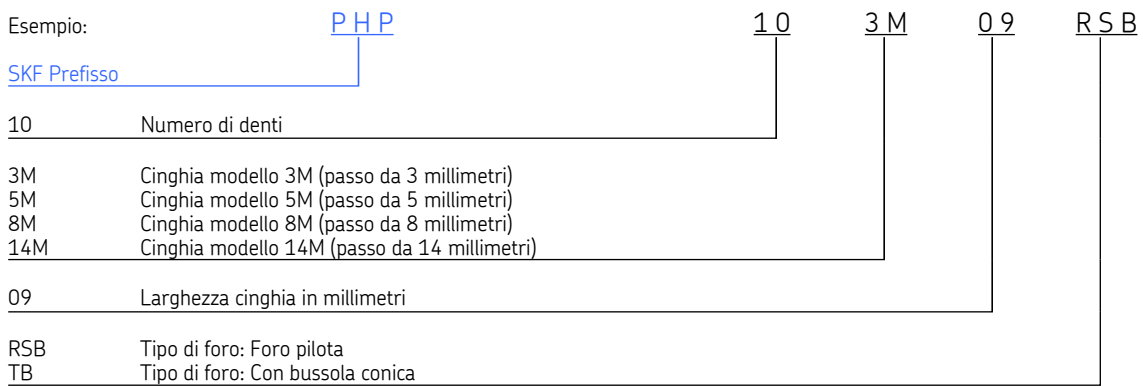 Esempio: P H P 1 0 3 M 0 9 R S B
SKF Prefisso
10 Numero di denti
3M Cinghia modello 3M (passo da 3 millimetri)
5M Cinghia modello 5M (passo da 5 millimetri)
8M Cinghia modello 8M (passo da 8 millimetri)
14M Cinghia modello 14M (passo da 14 millimetri)
09 Larghezza cinghia in millimetri
RSB Tipo di foro: Foro pilota
TB Tipo di foro: Con bussola conica